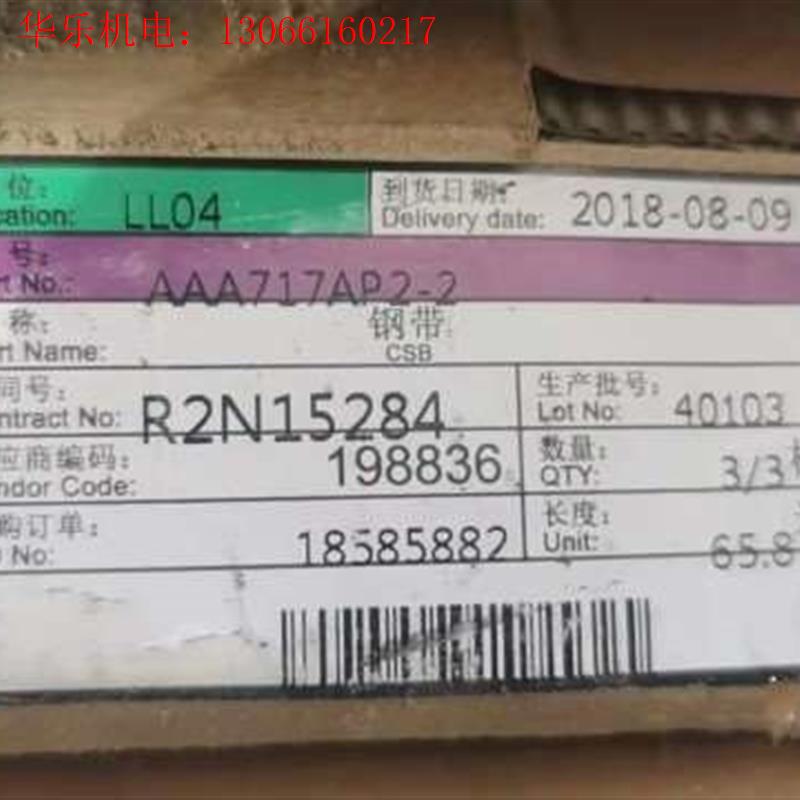 华乐机电：13066160217
位：
cation: LL04
到货日期：
Delivery date: 2018-08-09
号：
t No.: AAA717AP2-2
称： 钢带
rt Name: CSB
同号：
ntract No: R2N15284
生产批号：
Lot No: 40103
应商编码：
ndor Code: 198836
数量：
QTY: 3/3
购订单：
No: 18585882
长度：
Unit: 65.8